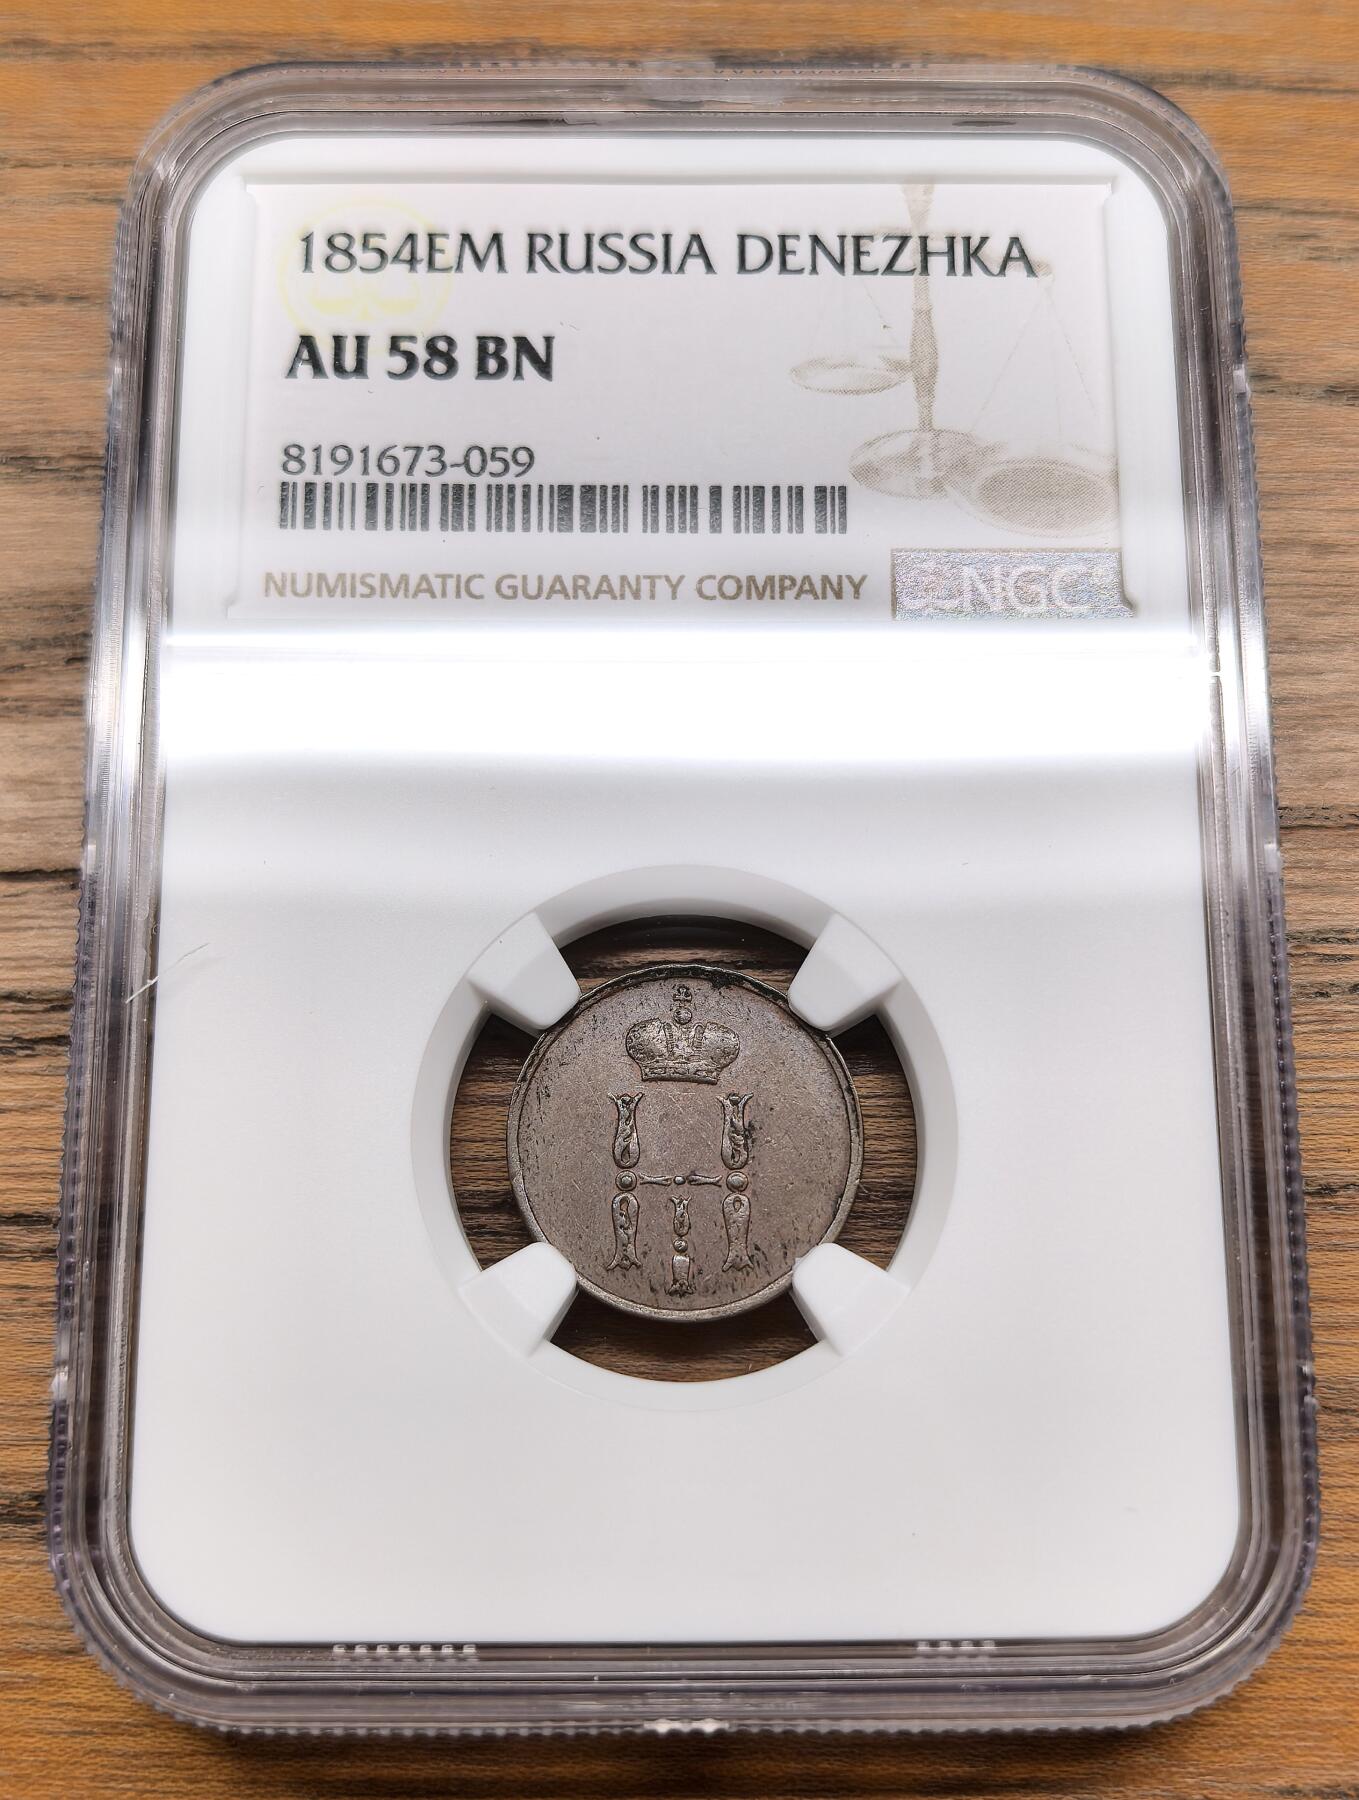 1854EM RUSSIA DENEZHKA
AU 58 BN
8191673-059
NUMISMATIC GUARANTY COMPANY
NGC